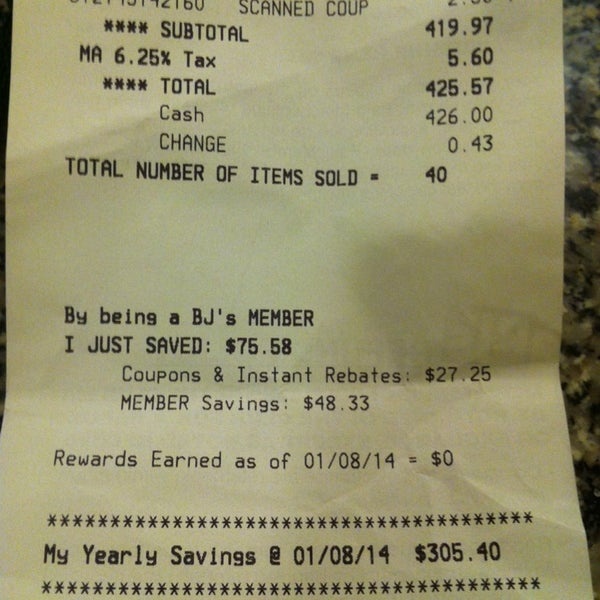 SCANNED COUP
**** SUBTOTAL 419.97
MA 6.25% Tax 5.60
**** TOTAL 425.57
Cash 426.00
CHANGE 0.43
TOTAL NUMBER OF ITEMS SOLD = 40
By being a BJ's MEMBER
I JUST SAVED: $75.58
Coupons & Instant Rebates: $27.25
MEMBER Savings: $48.33
Rewards Earned as of 01/08/14 = $0
****************************************
My Yearly Savings @ 01/08/14 $305.40
****************************************